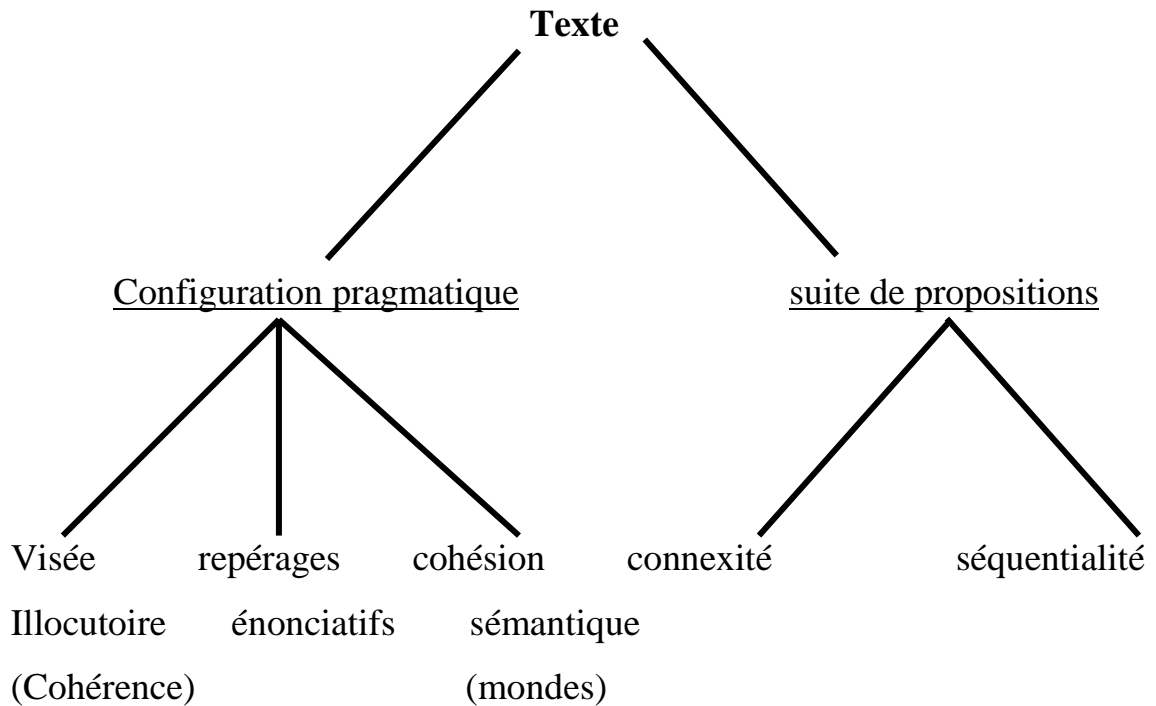 Texte
Configuration pragmatique suite de propositions
Visée repérages cohésion connexité séquentialité
Illocutoire énonciatifs sémantique
(Cohérence) (mondes)